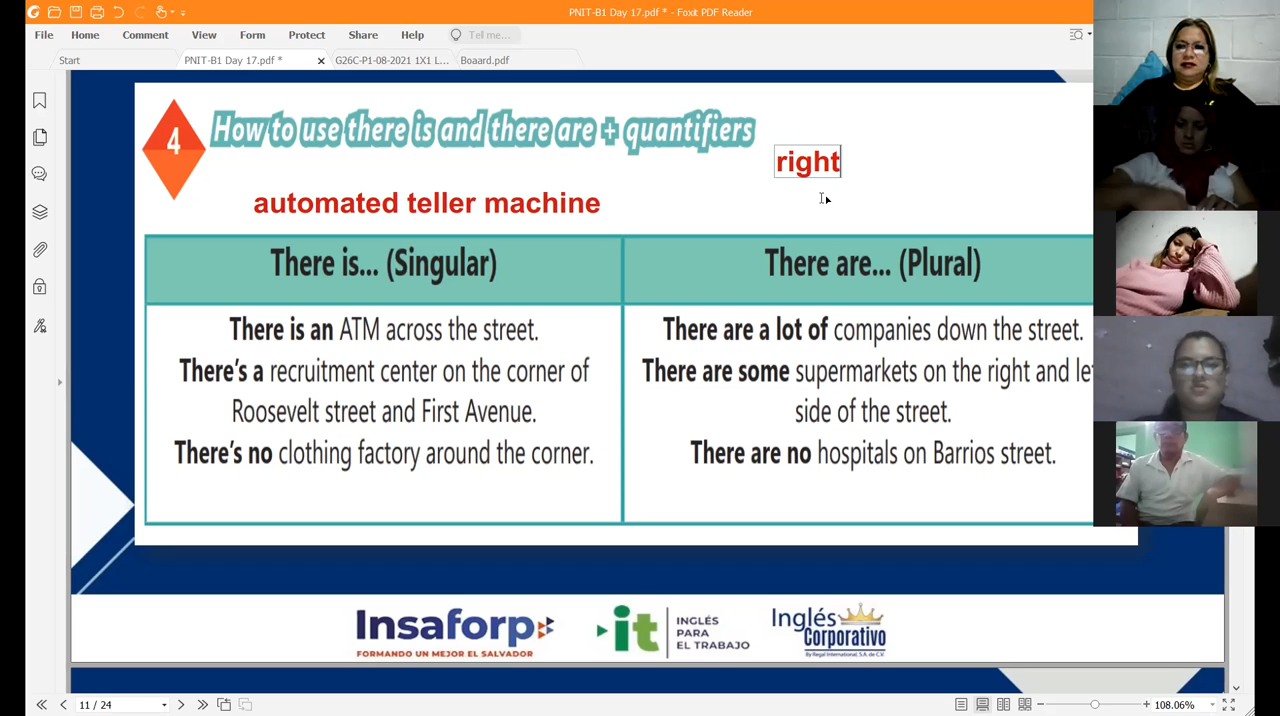 PNIT-B1 Day 17.pdf * - Foxit PDF Reader
File Home Comment View Form Protect Share Help Tell me...
Start PNIT-B1 Day 17.pdf * G26C-P1-08-2021 1X1 L... Boaard.pdf
4 How to use there is and there are + quantifiers
right
automated teller machine
There is... (Singular)
There is an ATM across the street.
There's a recruitment center on the corner of
Roosevelt street and First Avenue.
There's no clothing factory around the corner.
There are... (Plural)
There are a lot of companies down the street.
There are some supermarkets on the right and le
side of the street.
There are no hospitals on Barrios street.
Insaforp
FORMANDO UN MEJOR EL SALVADOR
it
INGLÉS
PARA
EL TRABAJO
Inglés
Corporativo
By Regal International, S.A. de C.V.
11 / 24
108.06%